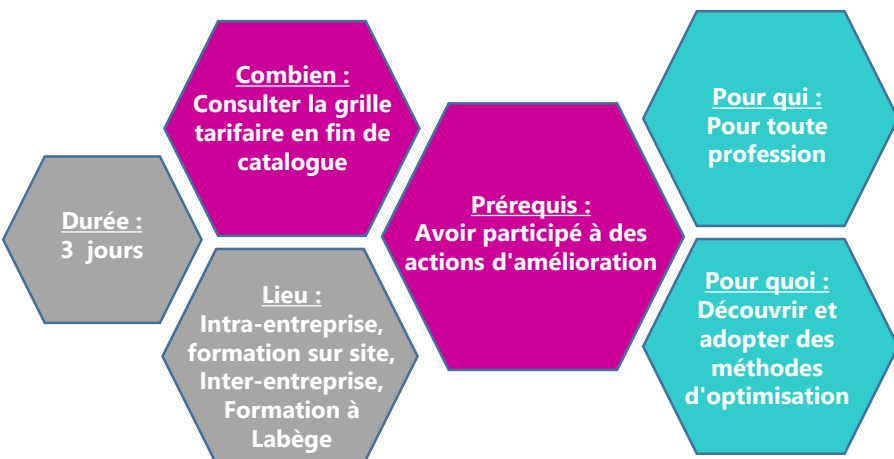 Durée :
3 jours
Combien :
Consulter la grille
tarifaire en fin de
catalogue
Lieu :
Intra-entreprise,
formation sur site,
Inter-entreprise,
Formation à
Labège
Prérequis :
Avoir participé à des
actions d'amélioration
Pour qui :
Pour toute
profession
Pour quoi :
Découvrir et
adopter des
méthodes
d'optimisation